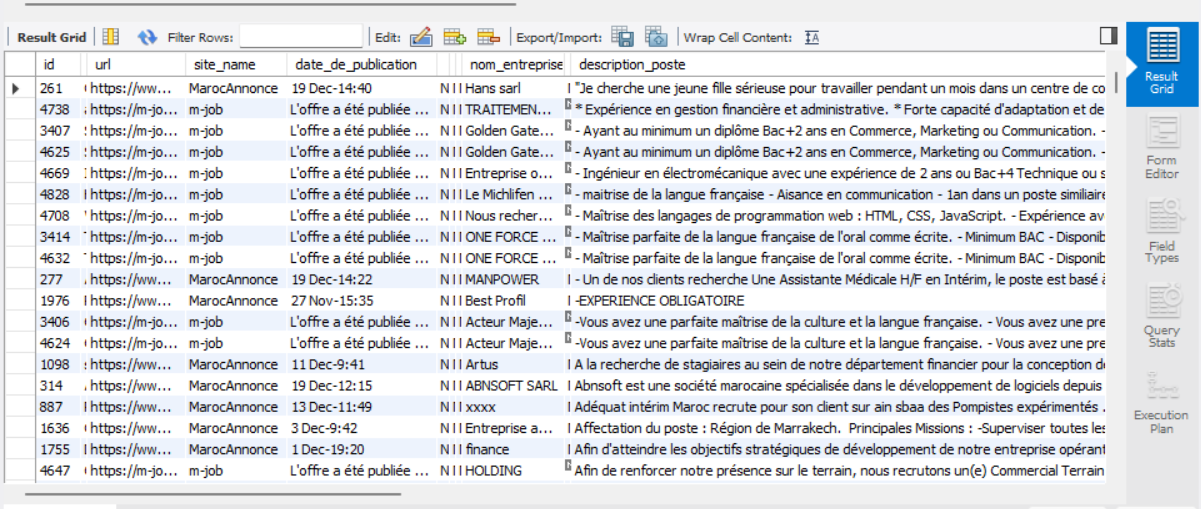 Result Grid Filter Rows: Edit: Export/Import: Wrap Cell Content:
id url site_name date_de_publication nom_entreprise description_poste
261 https://ww... MarocAnnonce 19 Dec-14:40 Hans sarl "Je cherche une jeune fille sérieuse pour travailler pendant un mois dans un centre de co
4738 https://m-jo... m-job L'offre a été publiée ... TRAITEMEN... * Expérience en gestion financière et administrative. * Forte capacité d'adaptation et de
3407 https://m-jo... m-job L'offre a été publiée ... Golden Gate... - Ayant au minimum un diplôme Bac+2 ans en Commerce, Marketing ou Communication. -
4625 https://m-jo... m-job L'offre a été publiée ... Golden Gate... - Ayant au minimum un diplôme Bac+2 ans en Commerce, Marketing ou Communication. -
4669 https://m-jo... m-job L'offre a été publiée ... Entreprise o... - Ingénieur en électromécanique avec une expérience de 2 ans ou Bac+4 Technique ou s
4828 https://m-jo... m-job L'offre a été publiée ... Le Michlifen ... - maitrise de la langue française - Aisance en communication - 1an dans un poste similiaire
4708 https://m-jo... m-job L'offre a été publiée ... Nous recher... - Maîtrise des langages de programmation web : HTML, CSS, JavaScript. - Expérience av
3414 https://m-jo... m-job L'offre a été publiée ... ONE FORCE ... - Maîtrise parfaite de la langue française de l'oral comme écrite. - Minimum BAC - Disponib
4632 https://m-jo... m-job L'offre a été publiée ... ONE FORCE ... - Maîtrise parfaite de la langue française de l'oral comme écrite. - Minimum BAC - Disponib
277 https://ww... MarocAnnonce 19 Dec-14:22 MANPOWER - Un de nos clients recherche Une Assistante Médicale H/F en Intérim, le poste est basé à
1976 https://ww... MarocAnnonce 27 Nov-15:35 Best Profil -EXPERIENCE OBLIGATOIRE
3406 https://m-jo... m-job L'offre a été publiée ... Acteur Maje... -Vous avez une parfaite maîtrise de la culture et la langue française. - Vous avez une pre
4624 https://m-jo... m-job L'offre a été publiée ... Acteur Maje... -Vous avez une parfaite maîtrise de la culture et la langue française. - Vous avez une pre
1098 https://ww... MarocAnnonce 11 Dec-9:41 Artus A la recherche de stagiaires au sein de notre département financier pour la conception de
314 https://ww... MarocAnnonce 19 Dec-12:15 ABNSOFT SARL Abnsoft est une société marocaine spécialisée dans le développement de logiciels depuis
887 https://ww... MarocAnnonce 13 Dec-11:49 xxxx Adéquat intérim Maroc recrute pour son client sur ain sbaa des Pompistes expérimentés .
1636 https://ww... MarocAnnonce 3 Dec-9:42 Entreprise a... Affectation du poste : Région de Marrakech. Principales Missions : -Superviser toutes les
1755 https://ww... MarocAnnonce 1 Dec-19:20 finance Afin d'atteindre les objectifs stratégiques de développement de notre entreprise opérant
4647 https://m-jo... m-job L'offre a été publiée ... HOLDING Afin de renforcer notre présence sur le terrain, nous recrutons un(e) Commercial Terrain
Result
Grid
Form
Editor
Field
Types
Query
Stats
Execution
Plan